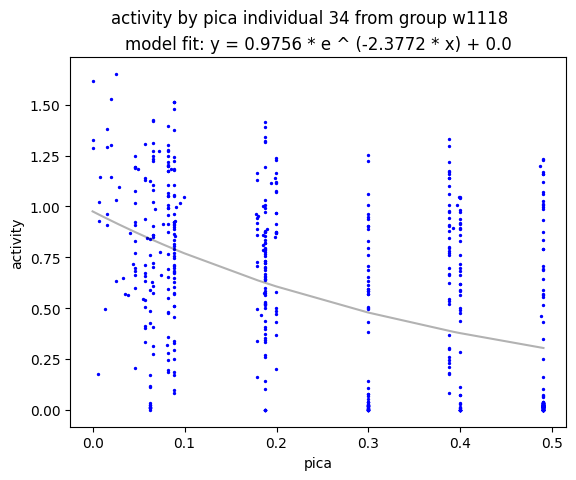 activity by pica individual 34 from group w1118
model fit: y = 0.9756 * e ^ (-2.3772 * x) + 0.0
1.50
1.25
1.00
0.75
0.50
0.25
0.00
activity
0.0 0.1 0.2 0.3 0.4 0.5
pica